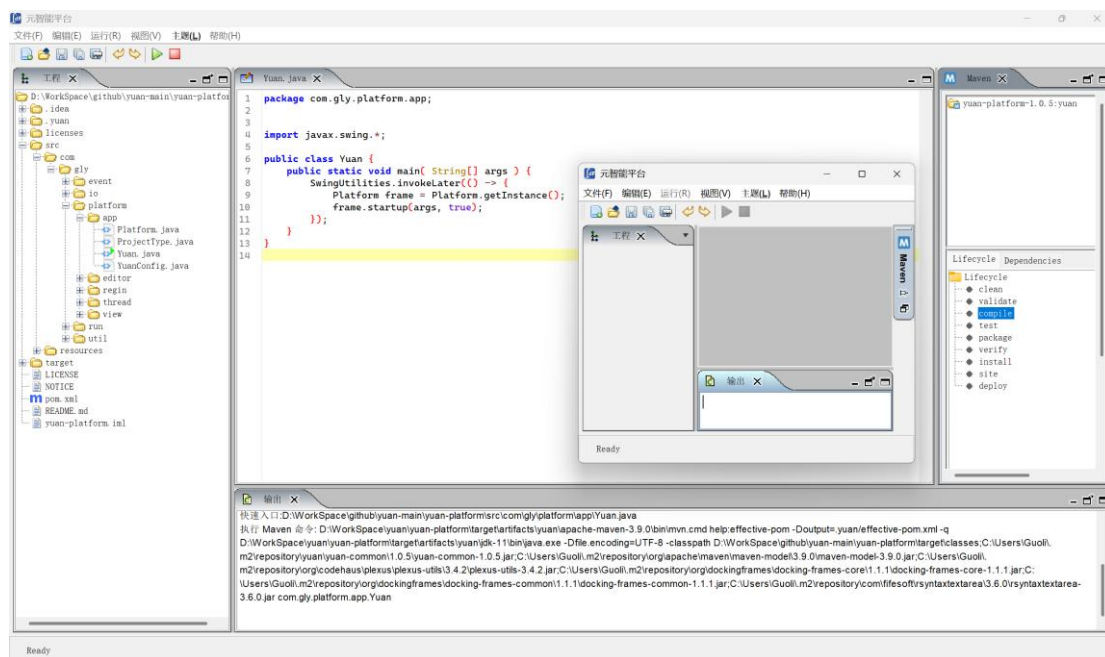 元智能平台
文件(F) 编辑(E) 运行(R) 视图(V) 主题(L) 帮助(H)
工程
D:\WorkSpace\github\yuan-main\yuan-platfor
.idea
.yuan
licenses
src
com
gly
event
io
platform
app
Platform.java
ProjectType.java
Yuan.java
YuanConfig.java
editor
regin
thread
view
run
util
resources
target
LICENSE
NOTICE
pom.xml
README.md
yuan-platform.iml
Yuan.java
1 package com.gly.platform.app;
2
3
4 import javax.swing.*;
5
6 public class Yuan {
7 public static void main( String[] args ) {
8 SwingUtilities.invokeLater(() -> {
9 Platform frame = Platform.getInstance();
10 frame.startup(args, true);
11 });
12 }
13 }
14
元智能平台
文件(F) 编辑(E) 运行(R) 视图(V) 主题(L) 帮助(H)
工程
Maven
输出
Ready
Maven
yuan-platform-1.0.5:yuan
Lifecycle Dependencies
Lifecycle
clean
validate
compile
test
package
verify
install
site
deploy
输出
快速入口:D:\WorkSpace\github\yuan-main\yuan-platform\src\com\gly\platform\app\Yuan.java
执行 Maven 命令: D:\WorkSpace\yuan\yuan-platform\target\artifacts\yuan\apache-maven-3.9.0\bin\mvn.cmd help:effective-pom -Doutput=.yuan/effective-pom.xml -q
D:\WorkSpace\yuan\yuan-platform\target\artifacts\yuan\jdk-11\bin\java.exe -Dfile.encoding=UTF-8 -classpath D:\WorkSpace\github\yuan-main\yuan-platform\target\classes;C:\Users\Guoli\.
m2\repository\yuan\yuan-common\1.0.5\yuan-common-1.0.5.jar;C:\Users\Guoli\.m2\repository\org\apache\maven\maven-model\3.9.0\maven-model-3.9.0.jar;C:\Users\Guoli\.
m2\repository\org\codehaus\plexus\plexus-utils\3.4.2\plexus-utils-3.4.2.jar;C:\Users\Guoli\.m2\repository\org\dockingframes\docking-frames-core\1.1.1\docking-frames-core-1.1.1.jar;C:
\Users\Guoli\.m2\repository\org\dockingframes\docking-frames-common\1.1.1\docking-frames-common-1.1.1.jar;C:\Users\Guoli\.m2\repository\com\fifesoft\rsyntaxtextarea\3.6.0\rsyntaxtextarea-
3.6.0.jar com.gly.platform.app.Yuan
Ready